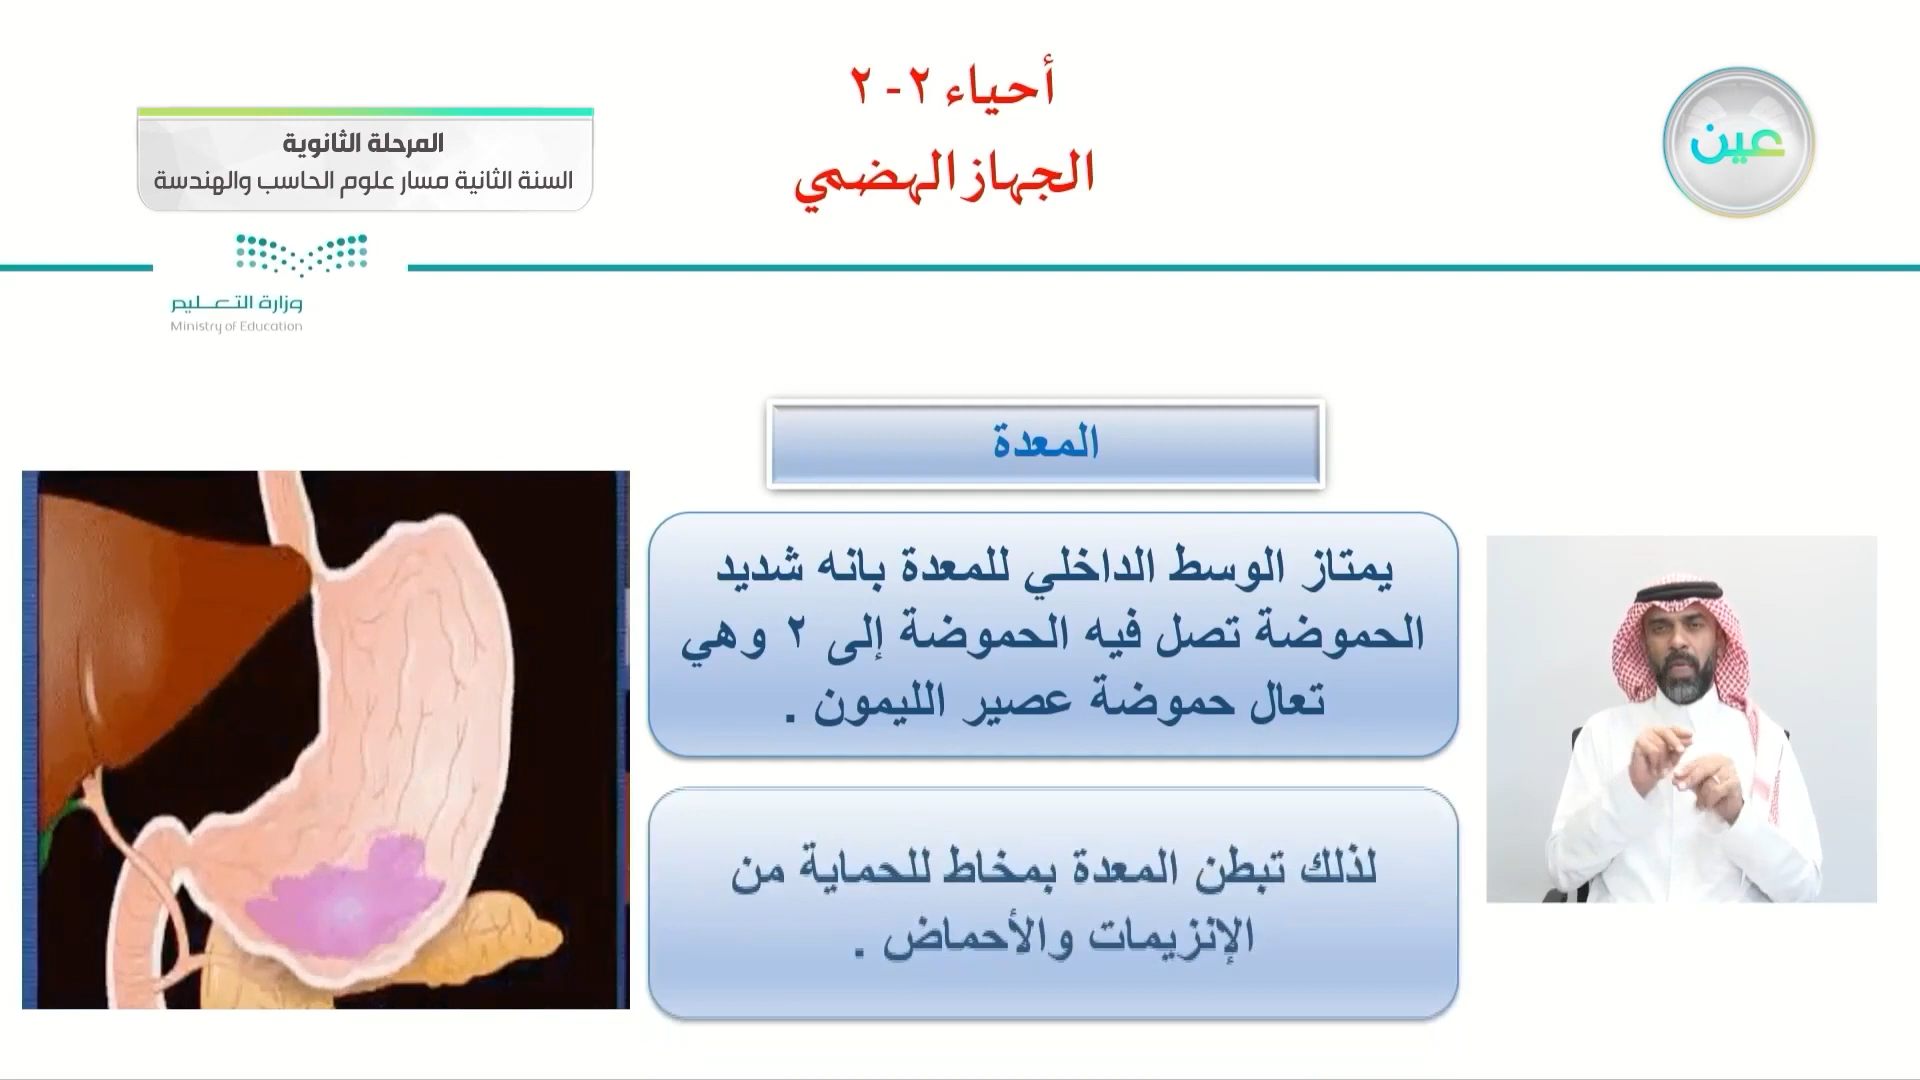 أحياء ٢-٢
الجهاز الهضمي
عين
المرحلة الثانوية
السنة الثانية مسار علوم الحاسب والهندسة
وزارة التعليم
Ministry of Education
المعدة
يمتاز الوسط الداخلي للمعدة بانه شديد
الحموضة تصل فيه الحموضة إلى ٢ وهي
تعال حموضة عصير الليمون .
لذلك تبطن المعدة بمخاط للحماية من
الإنزيمات والأحماض .